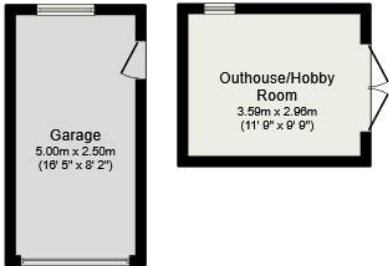 Garage
5.00m x 2.50m
(16' 5" x 8' 2")
Outhouse/Hobby
Room
3.59m x 2.96m
(11' 9" x 9' 9")